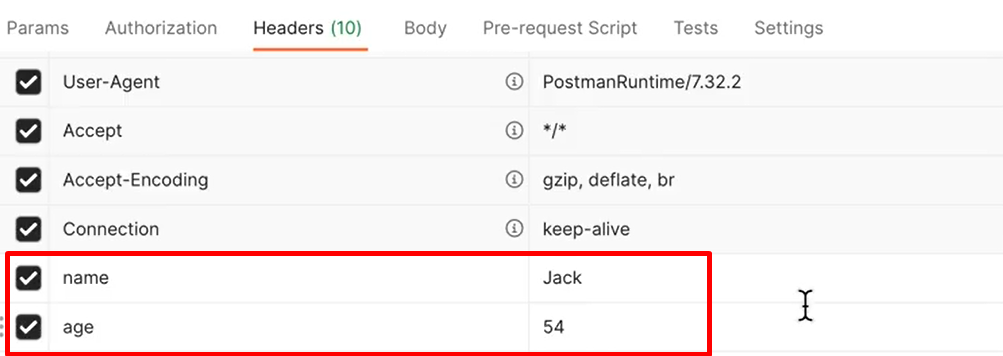 Params Authorization Headers (10) Body Pre-request Script Tests Settings
User-Agent PostmanRuntime/7.32.2
Accept */*
Accept-Encoding gzip, deflate, br
Connection keep-alive
name Jack
age 54